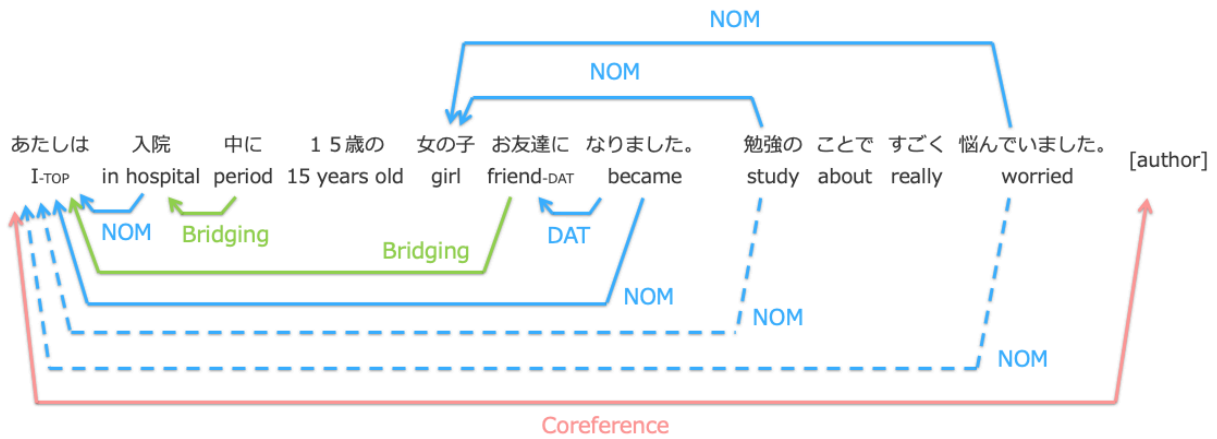 NOM
NOM
あたしは 入院 中に １５歳の 女の子 お友達に なりました。 勉強の ことで すごく 悩んでいました。
I-TOP in hospital period 15 years old girl friend-DAT became study about really worried [author]
NOM Bridging Bridging DAT
NOM
NOM
NOM
Coreference